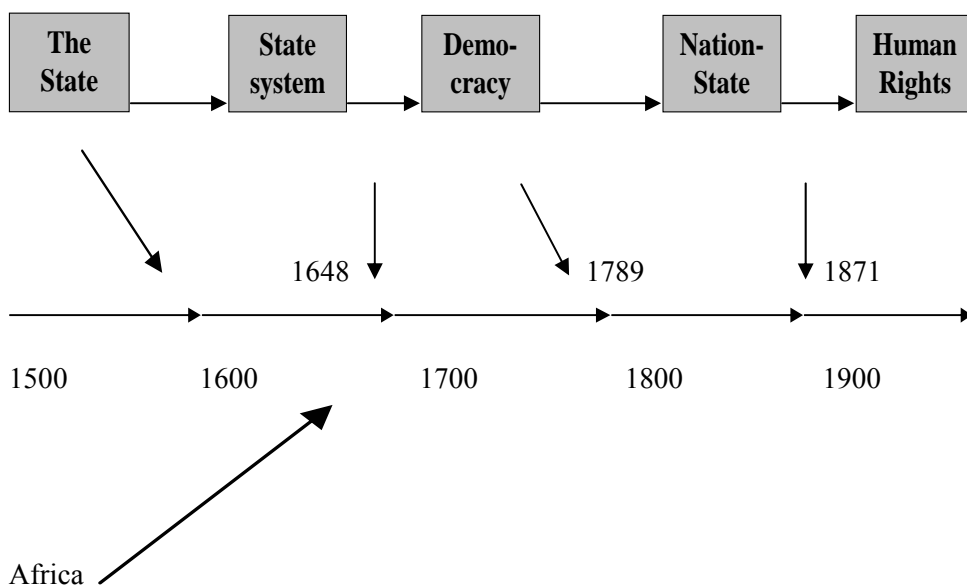 The
State
State
system
Demo-
cracy
Nation-
State
Human
Rights
1648
1789
1871
1500
1600
1700
1800
1900
Africa